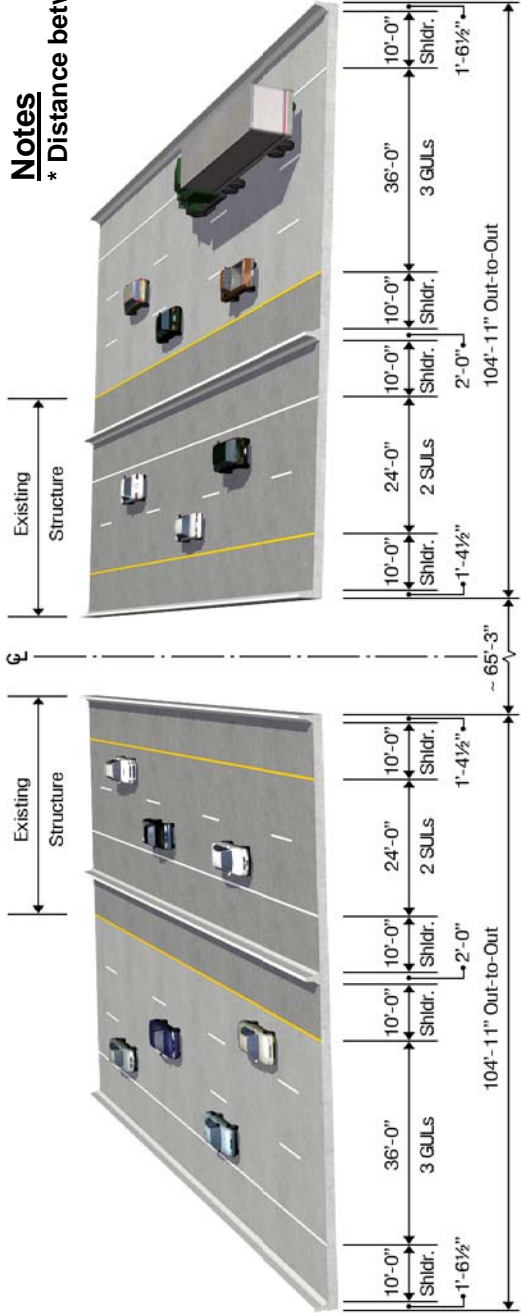 Notes
* Distance
Existing
Structure
℄
Existing
Structure
10'-0"
36'-0"
10'-0"
10'-0"
24'-0"
10'-0"
10'-0"
24'-0"
10'-0"
10'-0"
36'-0"
10'-0"
Shldr.
3 GULs
Shldr.
Shldr.
2 SULs
Shldr.
Shldr.
2 SULs
Shldr.
Shldr.
3 GULs
Shldr.
1'-6½"
2'-0"
1'-4½"
1'-4½"
2'-0"
1'-6½"
104'-11" Out-to-Out
~ 65'-3"
104'-11" Out-to-Out